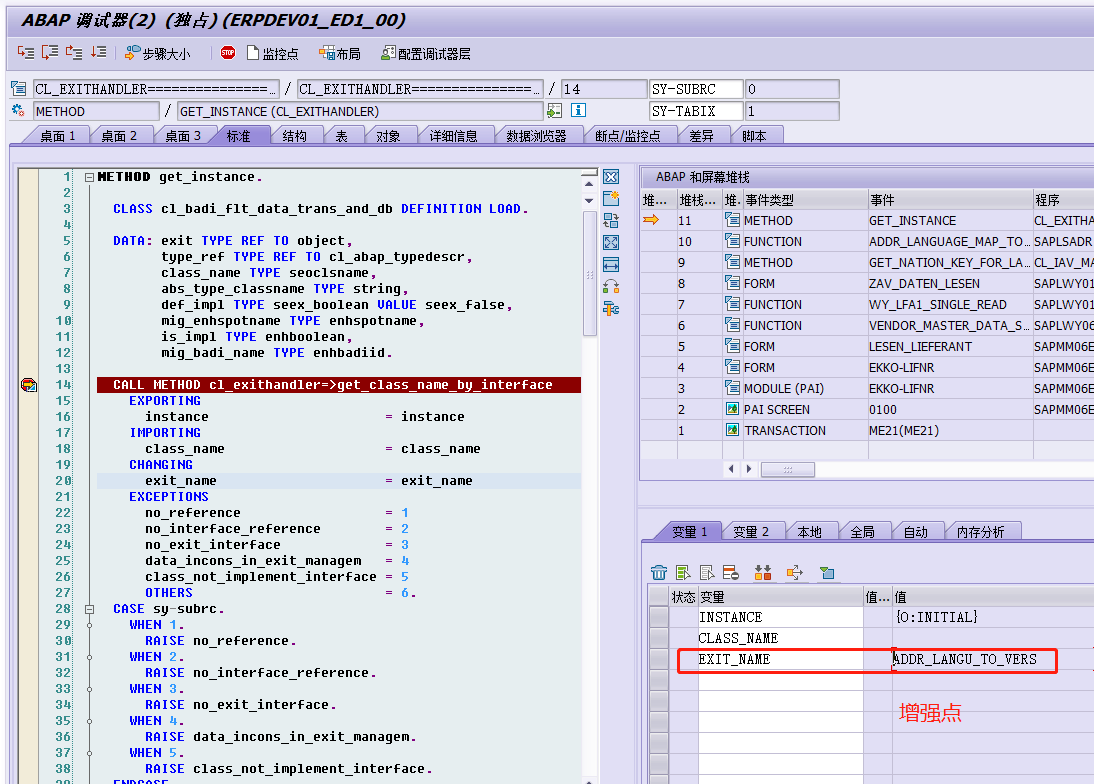 ABAP 调试器(2) (独占) (ERPDEV01_ED1_00)
步骤大小 STOP 监控点 布局 配置调试器层
CL_EXITHANDLER================… / CL_EXITHANDLER================… / 14 SY-SUBRC 0
METHOD / GET_INSTANCE (CL_EXITHANDLER) SY-TABIX 1
桌面 1 桌面 2 桌面 3 标准 结构 表 对象 详细信息 数据浏览器 断点/监控点 差异 脚本
1 METHOD get_instance.
2
3 CLASS cl_badi_flt_data_trans_and_db DEFINITION LOAD.
4
5 DATA: exit TYPE REF TO object,
6 type_ref TYPE REF TO cl_abap_typedescr,
7 class_name TYPE seoclsname,
8 abs_type_classname TYPE string,
9 def_impl TYPE seex_boolean VALUE seex_false,
10 mig_enhspotname TYPE enhspotname,
11 is_impl TYPE enhboolean,
12 mig_badi_name TYPE enhbadiid.
13
14 CALL METHOD cl_exithandler=>get_class_name_by_interface
15 EXPORTING
16 instance = instance
17 IMPORTING
18 class_name = class_name
19 CHANGING
20 exit_name = exit_name
21 EXCEPTIONS
22 no_reference = 1
23 no_interface_reference = 2
24 no_exit_interface = 3
25 data_incons_in_exit_managem = 4
26 class_not_implement_interface = 5
27 OTHERS = 6.
28 CASE sy-subrc.
29 WHEN 1.
30 RAISE no_reference.
31 WHEN 2.
32 RAISE no_interface_reference.
33 WHEN 3.
34 RAISE no_exit_interface.
35 WHEN 4.
36 RAISE data_incons_in_exit_managem.
37 WHEN 5.
38 RAISE class_not_implement_interface.
ABAP 和屏幕堆栈
堆… 堆栈… 堆. 事件类型 事件 程序
11 METHOD GET_INSTANCE CL_EXITHA
10 FUNCTION ADDR_LANGUAGE_MAP_TO… SAPLSADR
9 METHOD GET_NATION_KEY_FOR_LA… CL_IAV_MA
8 FORM ZAV_DATEN_LESEN SAPLWY01
7 FUNCTION WY_LFA1_SINGLE_READ SAPLWY01
6 FUNCTION VENDOR_MASTER_DATA_S… SAPLWY06
5 FORM LESEN_LIEFERANT SAPMM06E
4 FORM EKKO-LIFNR SAPMM06E
3 MODULE (PAI) EKKO-LIFNR SAPMM06E
2 PAI SCREEN 0100 SAPMM06E
1 TRANSACTION ME21(ME21)
变量 1 变量 2 本地 全局 自动 内存分析
状态 变量 值… 值
INSTANCE {O:INITIAL}
CLASS_NAME
EXIT_NAME ADDR_LANGU_TO_VERS
增强点